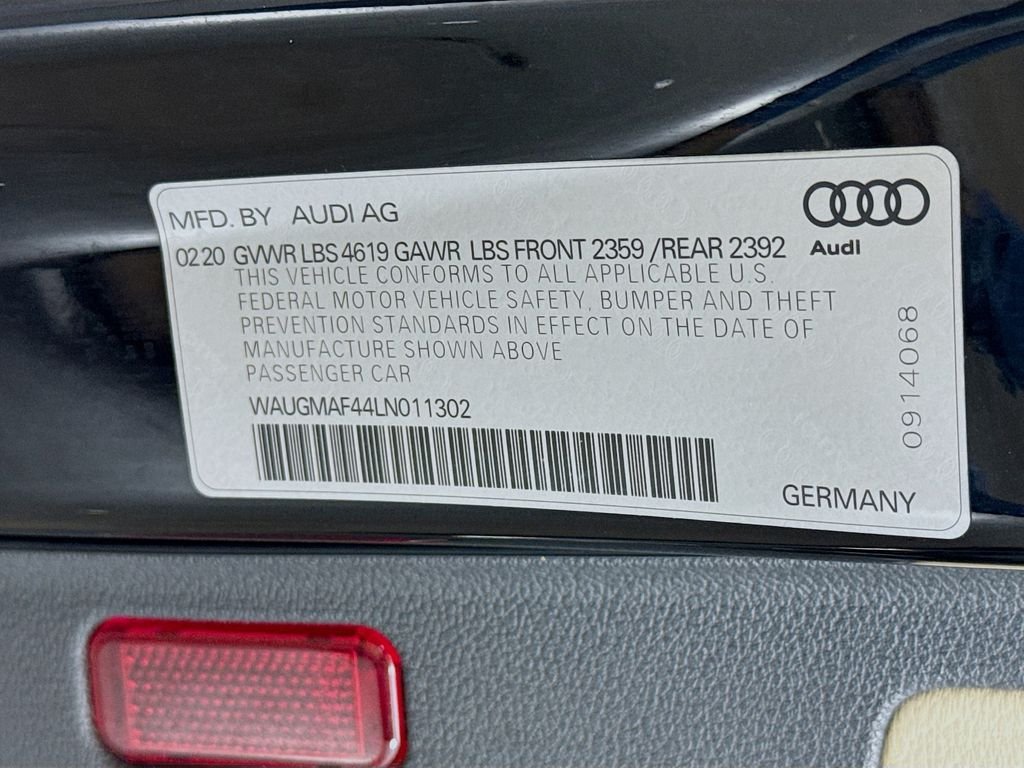 MFD. BY AUDI AG
Audi
02 20 GVWR LBS 4619 GAWR LBS FRONT 2359 /REAR 2392
THIS VEHICLE CONFORMS TO ALL APPLICABLE U.S.
FEDERAL MOTOR VEHICLE SAFETY, BUMPER AND THEFT
PREVENTION STANDARDS IN EFFECT ON THE DATE OF
MANUFACTURE SHOWN ABOVE
PASSENGER CAR
WAUGMAF44LN011302
0914068
GERMANY